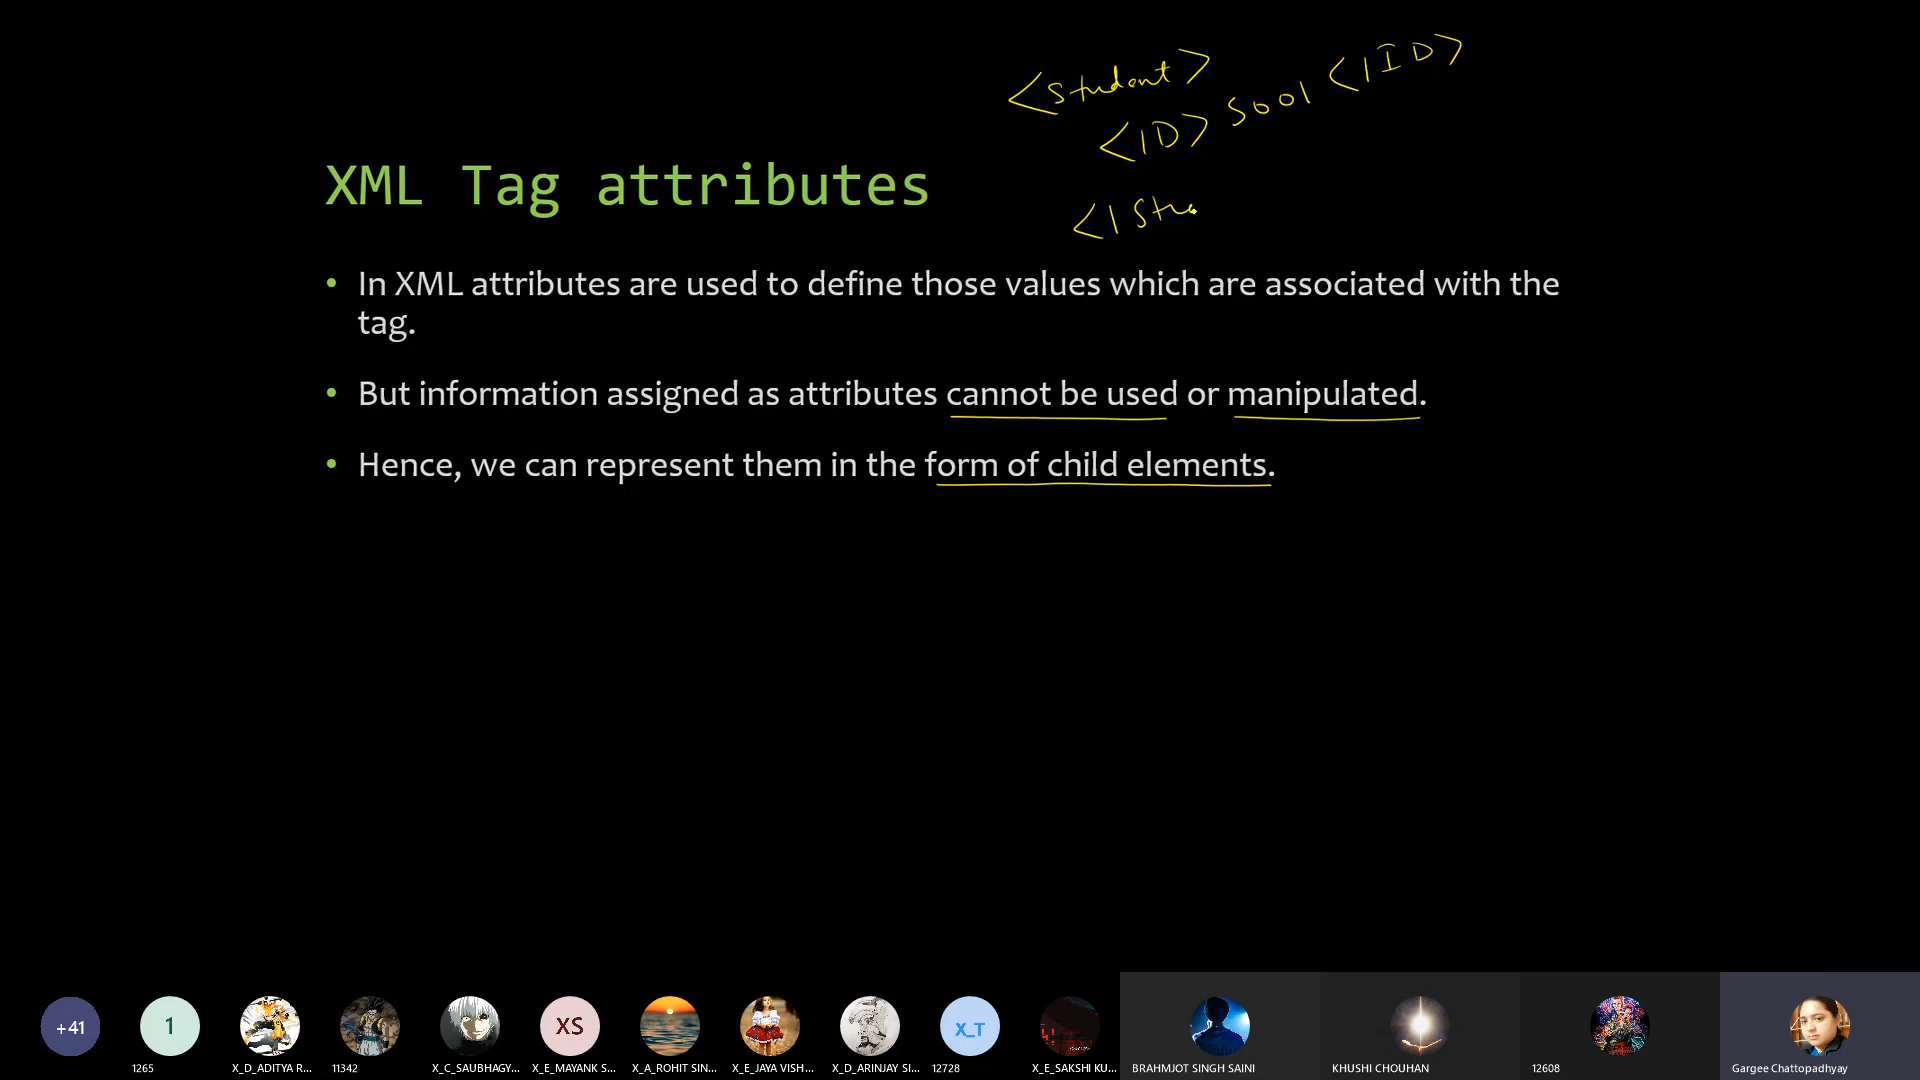 <Student>
<ID> S001 </ID>
</Stu
XML Tag attributes
• In XML attributes are used to define those values which are associated with the
tag.
• But information assigned as attributes cannot be used or manipulated.
• Hence, we can represent them in the form of child elements.
+41
1
XS
X_T
1265
X_D_ADITYA R...
11342
X_C_SAUBHAGY...
X_E_MAYANK S...
X_A_ROHIT SIN...
X_E_JAYA VISH...
X_D_ARINJAY SI...
12728
X_E_SAKSHI KU...
BRAHMJOT SINGH SAINI
KHUSHI CHOUHAN
12608
Gargee Chattopadhyay